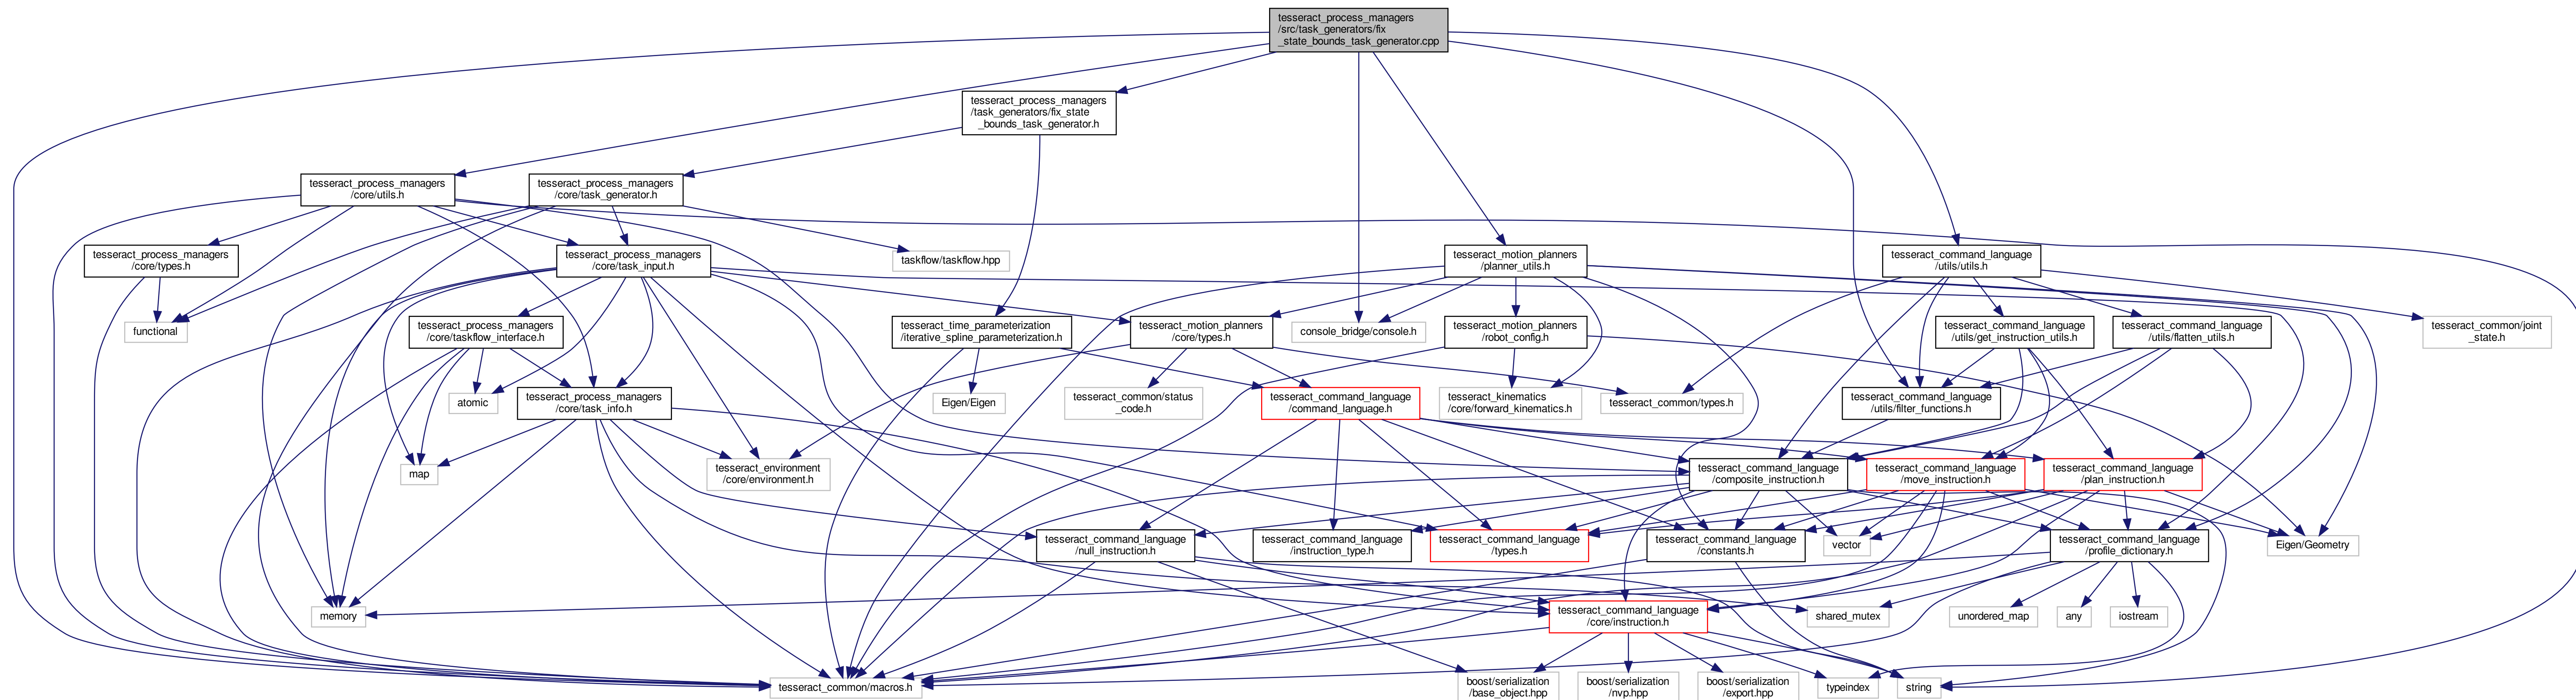 tesseract_process_managers
/src/task_generators/fix
_state_bounds_task_generator.cpp
tesseract_process_managers
/task_generators/fix_state
_bounds_task_generator.h
tesseract_process_managers
/core/utils.h
tesseract_process_managers
/core/task_generator.h
tesseract_process_managers
/core/types.h
tesseract_process_managers
/core/task_input.h
taskflow/taskflow.hpp
tesseract_motion_planners
/planner_utils.h
tesseract_command_language
/utils/utils.h
functional
tesseract_process_managers
/core/taskflow_interface.h
tesseract_time_parameterization
/iterative_spline_parameterization.h
tesseract_motion_planners
/core/types.h
console_bridge/console.h
tesseract_motion_planners
/robot_config.h
tesseract_command_language
/utils/get_instruction_utils.h
tesseract_command_language
/utils/flatten_utils.h
tesseract_common/joint
_state.h
atomic
tesseract_process_managers
/core/task_info.h
Eigen/Eigen
tesseract_common/status
_code.h
tesseract_command_language
/command_language.h
tesseract_kinematics
/core/forward_kinematics.h
tesseract_common/types.h
tesseract_command_language
/utils/filter_functions.h
map
tesseract_environment
/core/environment.h
tesseract_command_language
/composite_instruction.h
tesseract_command_language
/move_instruction.h
tesseract_command_language
/plan_instruction.h
tesseract_command_language
/null_instruction.h
tesseract_command_language
/instruction_type.h
tesseract_command_language
/types.h
tesseract_command_language
/constants.h
vector
tesseract_command_language
/profile_dictionary.h
Eigen/Geometry
memory
tesseract_command_language
/core/instruction.h
shared_mutex
unordered_map
any
iostream
tesseract_common/macros.h
boost/serialization
/base_object.hpp
boost/serialization
/nvp.hpp
boost/serialization
/export.hpp
typeindex
string